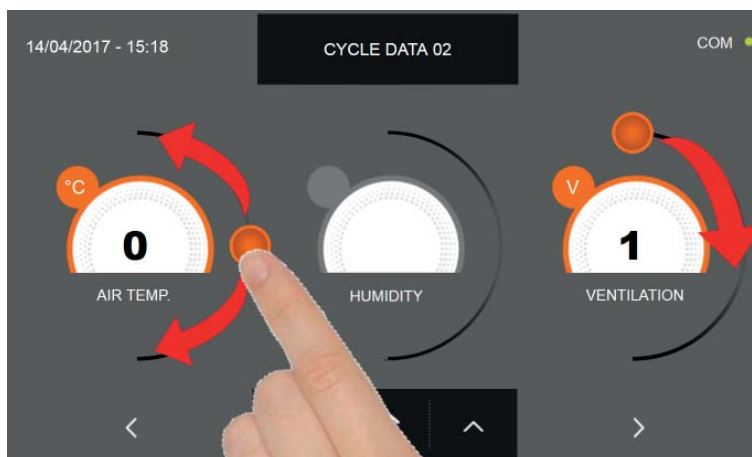 14/04/2017 - 15:18
CYCLE DATA 02
COM
°C
V
0
1
AIR TEMP.
HUMIDITY
VENTILATION